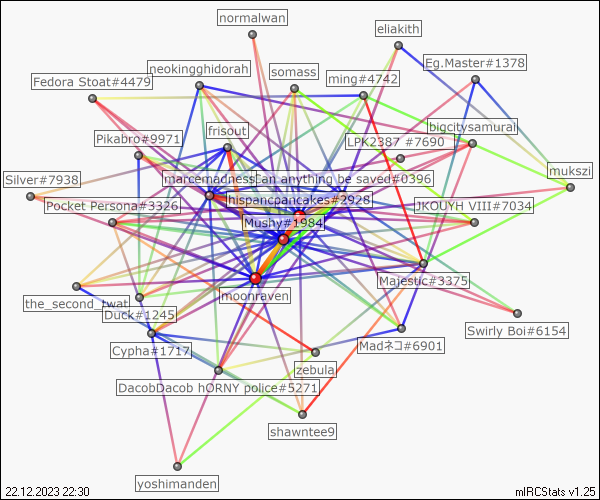 normalwan
eliakith
neokingghidorah
somass
ming#4742
Eg.Master#1378
Fedora Stoat#4479
frisout
bigcitysamurai
Pikabro#9971
LPK2387 #7690
mukszi
Silver#7938
marcemadness
Can anything be saved#0396
hispancpancakes#2928
Pocket Persona#3326
JKOUYH VIII#7034
Mushy#1984
Majestic#3375
moonraven
the_second_twat
Duck#1245
Swirly Boi#6154
Cypha#1717
Madネコ#6901
zebula
DacobDacob hORNY police#5271
shawntee9
yoshimanden
22.12.2023 22:30
mIRCStats v1.25